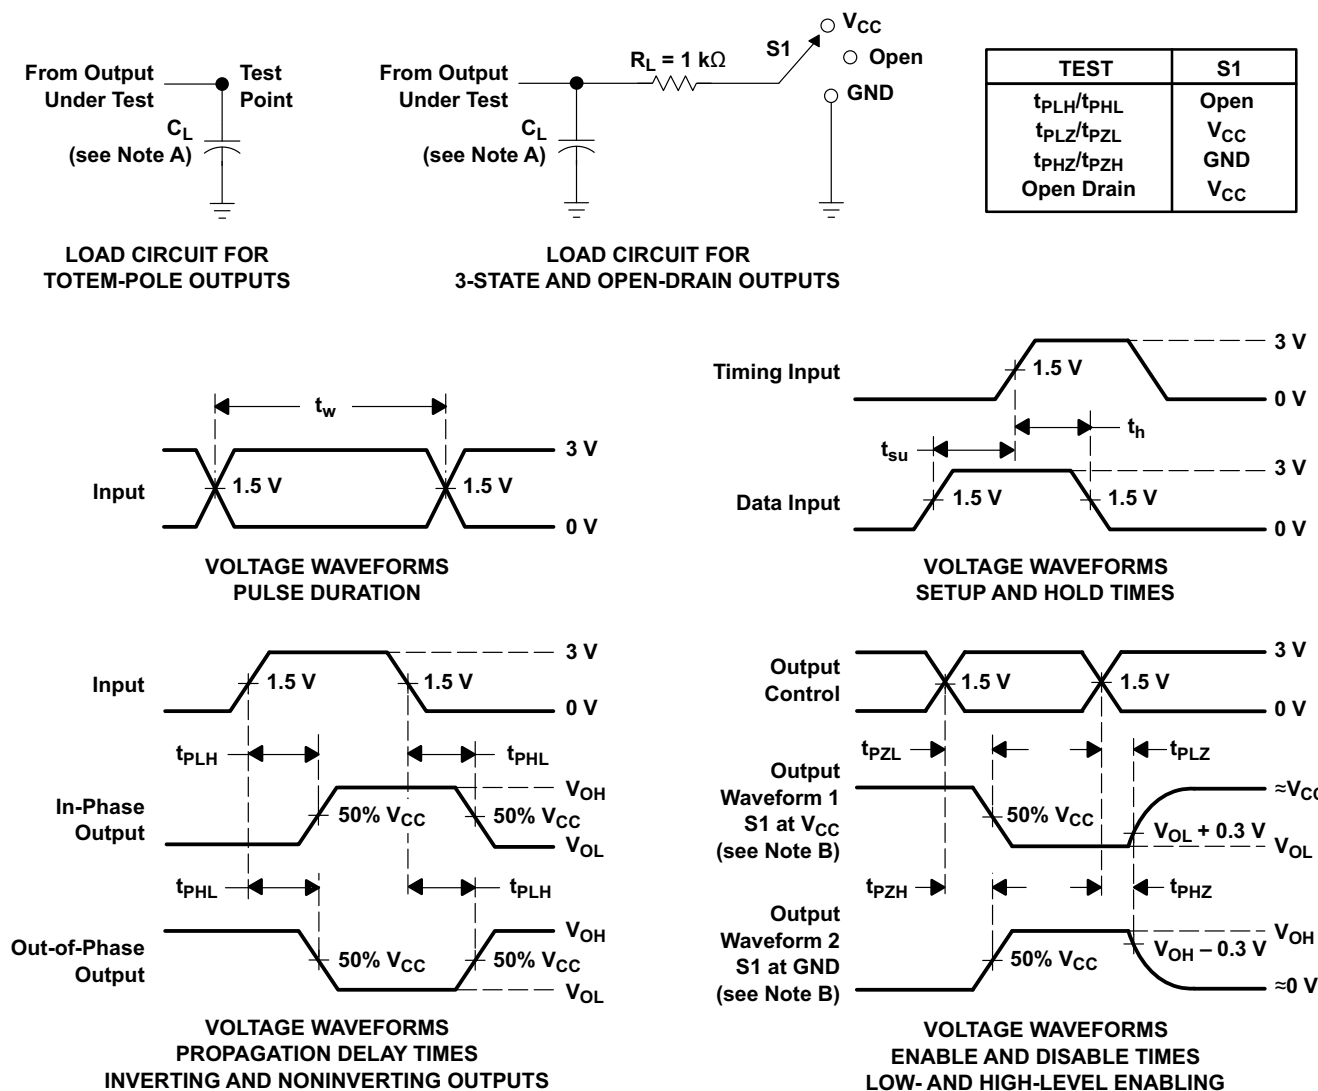 From Output
Under Test
Test
Point
CL
(see Note A)
LOAD CIRCUIT FOR
TOTEM-POLE OUTPUTS
From Output
Under Test
RL = 1 kΩ
S1
VCC
Open
GND
CL
(see Note A)
LOAD CIRCUIT FOR
3-STATE AND OPEN-DRAIN OUTPUTS
TEST S1
tPLH/tPHL Open
tPLZ/tPZL VCC
tPHZ/tPZH GND
Open Drain VCC
tw
Input
1.5 V
1.5 V
3 V
0 V
VOLTAGE WAVEFORMS
PULSE DURATION
Timing Input
1.5 V
3 V
0 V
tsu
th
Data Input
1.5 V
1.5 V
3 V
0 V
VOLTAGE WAVEFORMS
SETUP AND HOLD TIMES
Input
1.5 V
1.5 V
3 V
0 V
tPLH
tPHL
In-Phase
Output
50% VCC
50% VCC
VOH
VOL
tPHL
tPLH
Out-of-Phase
Output
50% VCC
50% VCC
VOH
VOL
VOLTAGE WAVEFORMS
PROPAGATION DELAY TIMES
INVERTING AND NONINVERTING OUTPUTS
Output
Control
1.5 V
1.5 V
3 V
0 V
tPZL
tPLZ
Output
Waveform 1
S1 at VCC
(see Note B)
50% VCC
VOL + 0.3 V
≈VCC
VOL
tPZH
tPHZ
Output
Waveform 2
S1 at GND
(see Note B)
50% VCC
VOH – 0.3 V
VOH
≈0 V
VOLTAGE WAVEFORMS
ENABLE AND DISABLE TIMES
LOW- AND HIGH-LEVEL ENABLING